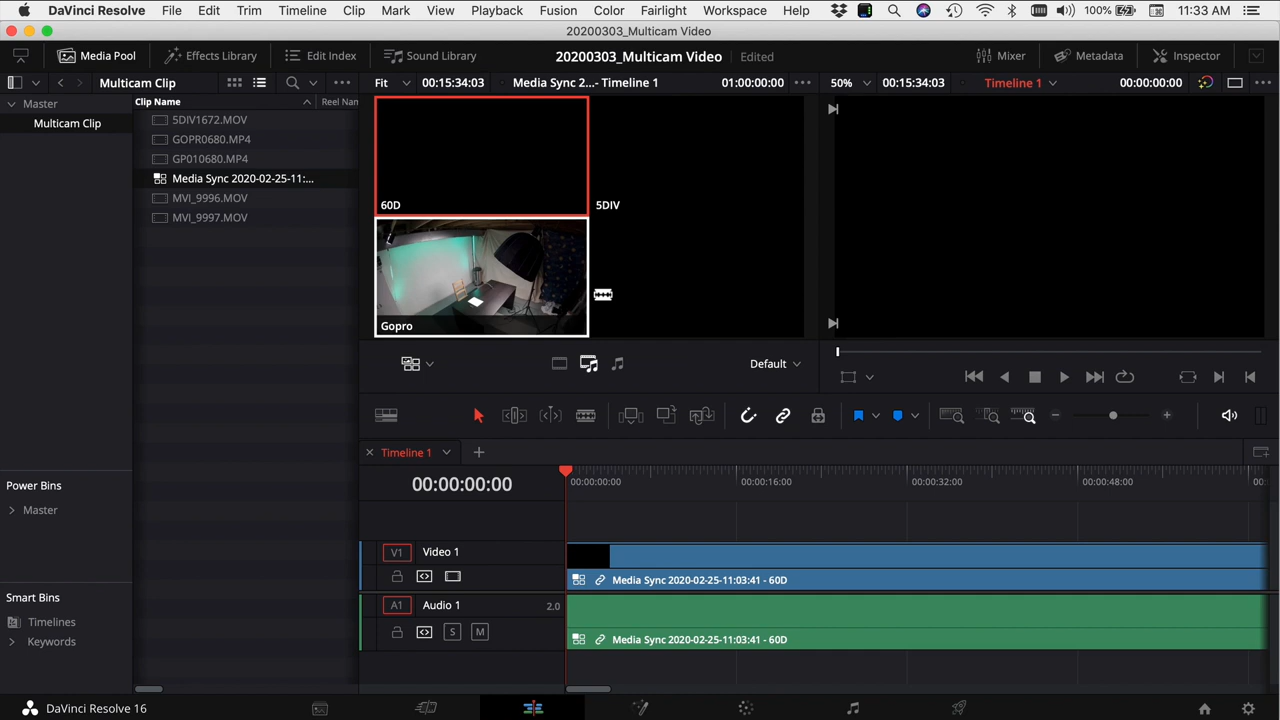 DaVinci Resolve File Edit Trim Timeline Clip Mark View Playback Fusion Color Fairlight Workspace Help 100% 11:33 AM
20200303_Multicam Video
Media Pool Effects Library Edit Index Sound Library 20200303_Multicam Video Edited Mixer Metadata Inspector
Multicam Clip Fit 00:15:34:03 Media Sync 2...- Timeline 1 01:00:00:00 50% 00:15:34:03 Timeline 1 00:00:00:00
Master Clip Name Reel Nam
Multicam Clip 5DIV1672.MOV
GOPR0680.MP4
GP010680.MP4
Media Sync 2020-02-25-11:...
MVI_9996.MOV
MVI_9997.MOV
60D 5DIV
Gopro
Default
Timeline 1
00:00:00:00 00:00:00:00 00:00:16:00 00:00:32:00 00:00:48:00 00:
Power Bins
Master
V1 Video 1
Media Sync 2020-02-25-11:03:41 - 60D
Smart Bins
A1 Audio 1 2.0
Timelines
S M
Keywords Media Sync 2020-02-25-11:03:41 - 60D
DaVinci Resolve 16